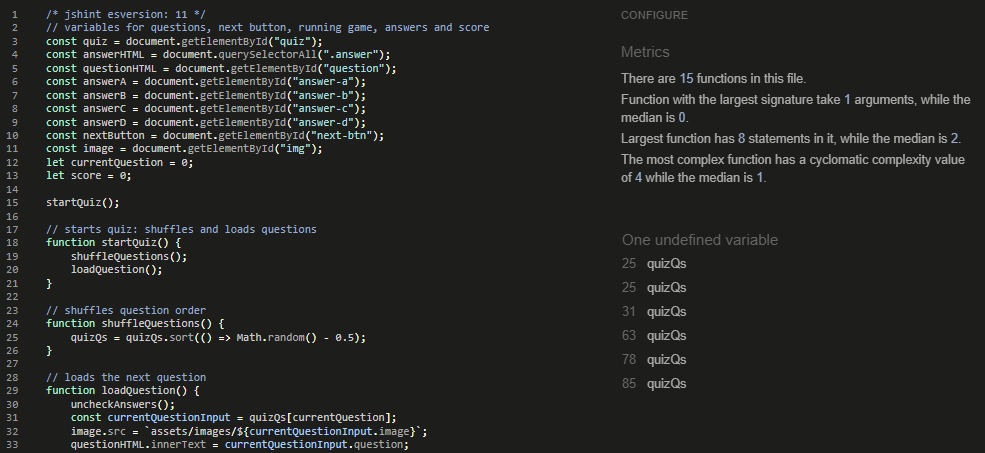 1 /* jshint esversion: 11 */
2 // variables for questions, next button, running game, answers and score
3 const quiz = document.getElementById("quiz");
4 const answerHTML = document.querySelectorAll(".answer");
5 const questionHTML = document.getElementById("question");
6 const answerA = document.getElementById("answer-a");
7 const answerB = document.getElementById("answer-b");
8 const answerC = document.getElementById("answer-c");
9 const answerD = document.getElementById("answer-d");
10 const nextButton = document.getElementById("next-btn");
11 const image = document.getElementById("img");
12 let currentQuestion = 0;
13 let score = 0;
14
15 startQuiz();
16
17 // starts quiz: shuffles and loads questions
18 function startQuiz() {
19 shuffleQuestions();
20 loadQuestion();
21 }
22
23 // shuffles question order
24 function shuffleQuestions() {
25 quizQs = quizQs.sort(() => Math.random() - 0.5);
26 }
27
28 // loads the next question
29 function loadQuestion() {
30 uncheckAnswers();
31 const currentQuestionInput = quizQs[currentQuestion];
32 image.src = `assets/images/${currentQuestionInput.image}`;
33 questionHTML.innerText = currentQuestionInput.question;
CONFIGURE
Metrics
There are 15 functions in this file.
Function with the largest signature take 1 arguments, while the
median is 0.
Largest function has 8 statements in it, while the median is 2.
The most complex function has a cyclomatic complexity value
of 4 while the median is 1.
One undefined variable
25 quizQs
25 quizQs
31 quizQs
63 quizQs
78 quizQs
85 quizQs